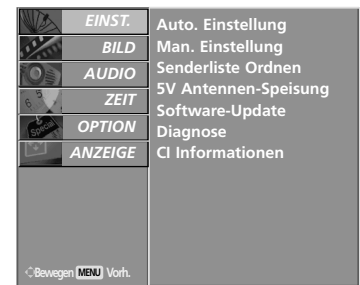 EINST.
BILD
AUDIO
ZEIT
OPTION
ANZEIGE
Auto. Einstellung
Man. Einstellung
Senderliste Ordnen
5V Antennen-Speisung
Software-Update
Diagnose
CI Informationen
Bewegen MENU Vorh.
Special